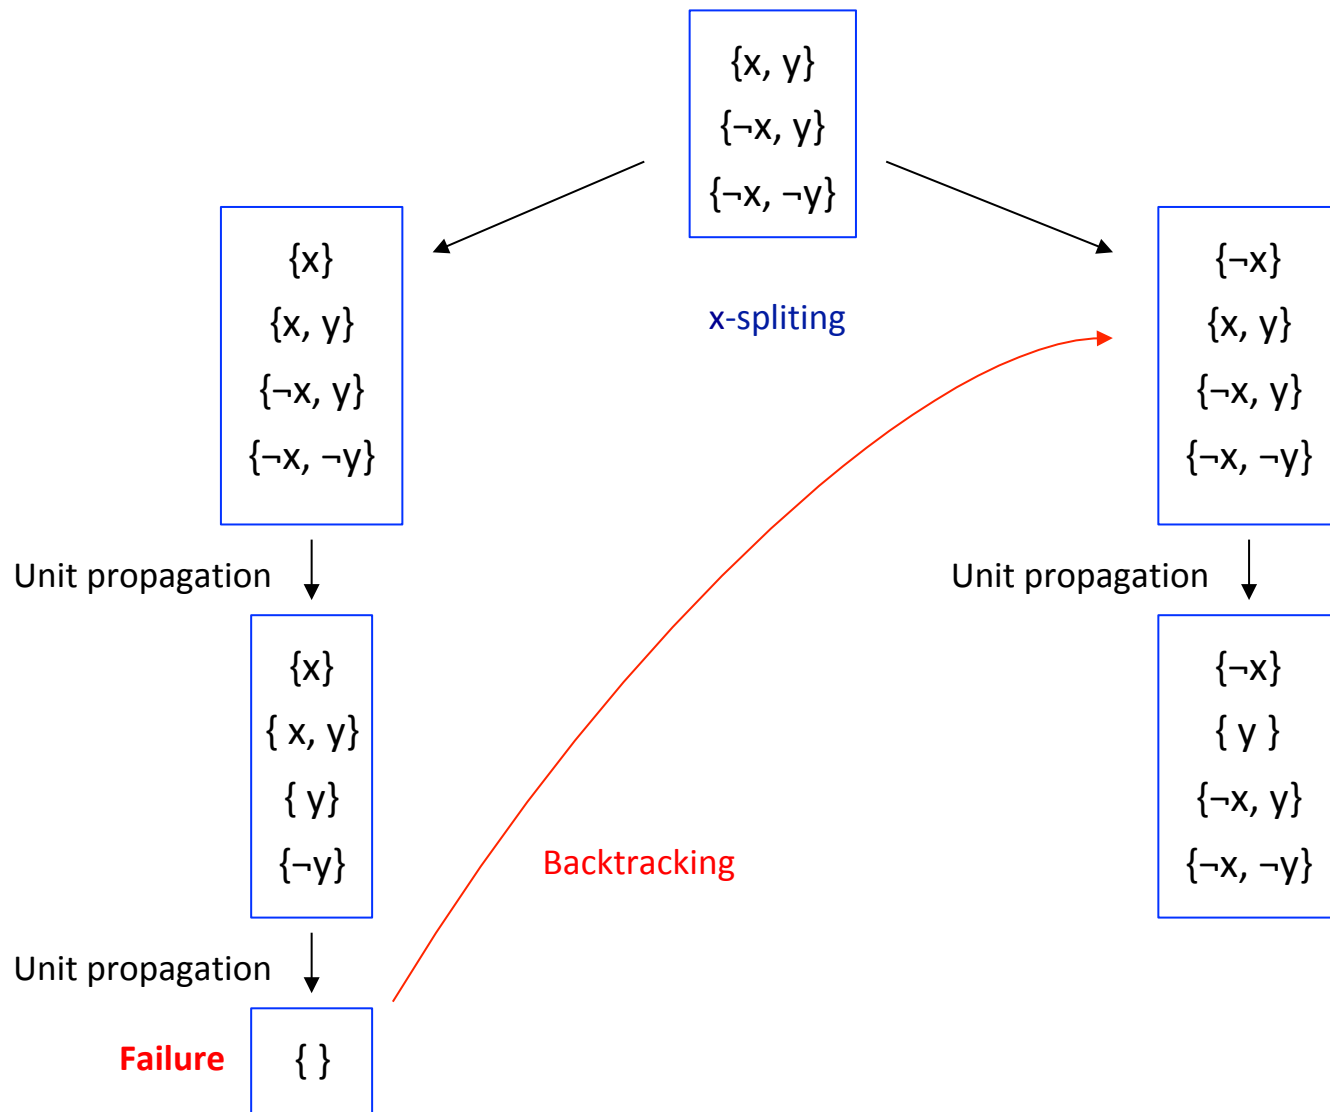 {x, y}
{¬x, y}
{¬x, ¬y}
x-spliting
{x}
{x, y}
{¬x, y}
{¬x, ¬y}
Unit propagation
{x}
{ x, y}
{ y}
{¬y}
Unit propagation
Failure
{ }
Backtracking
{¬x}
{x, y}
{¬x, y}
{¬x, ¬y}
Unit propagation
{¬x}
{ y }
{¬x, y}
{¬x, ¬y}